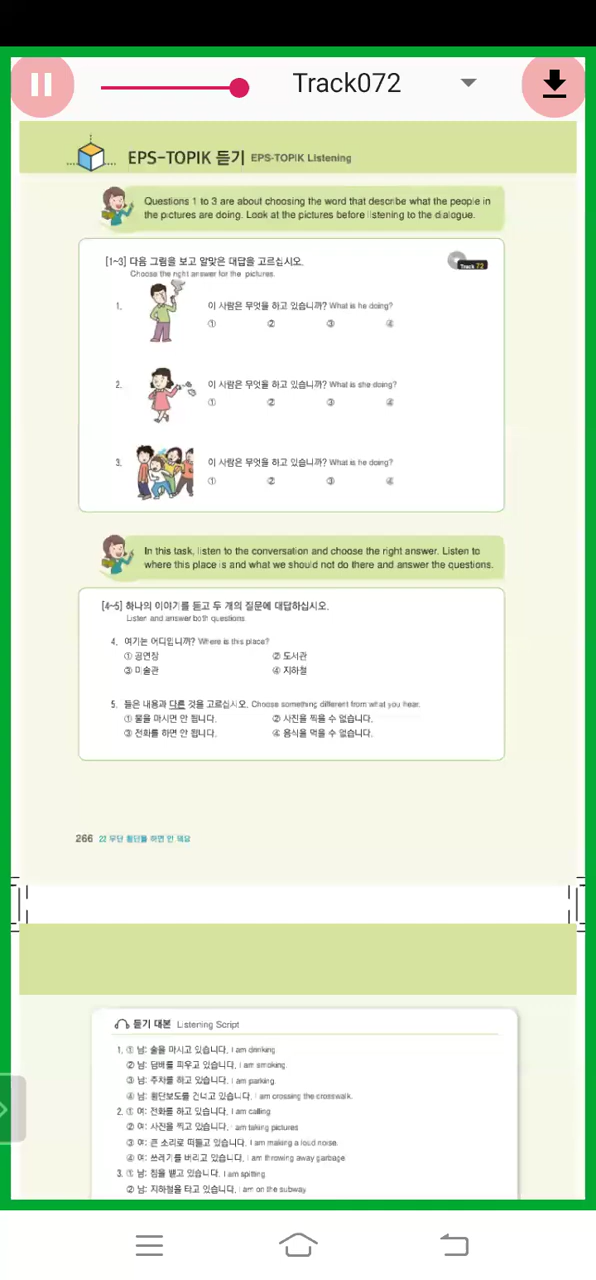 Track072
EPS-TOPIK 듣기 EPS-TOPIK Listening
Questions 1 to 3 are about choosing the word that describe what the people in
the pictures are doing. Look at the pictures before listening to the dialogue.
[1~3] 다음 그림을 보고 알맞은 대답을 고르십시오.
Choose the right answer for the pictures.
Track 72
1. 이 사람은 무엇을 하고 있습니까? What is he doing?
① ② ③ ④
2. 이 사람은 무엇을 하고 있습니까? What is she doing?
① ② ③ ④
3. 이 사람은 무엇을 하고 있습니까? What is he doing?
① ② ③ ④
In this task, listen to the conversation and choose the right answer. Listen to
where this place is and what we should not do there and answer the questions.
[4~5] 하나의 이야기를 듣고 두 개의 질문에 대답하십시오.
Listen and answer both questions
4. 여기는 어디입니까? Where is this place?
① 공연장 ② 도서관
③ 미술관 ④ 지하철
5. 들은 내용과 다른 것을 고르십시오. Choose something different from what you hear.
① 물을 마시면 안 됩니다. ② 사진을 찍을 수 없습니다.
③ 전화를 하면 안 됩니다. ④ 음식을 먹을 수 없습니다.
266 22 무단 횡단을 하면 안 돼요
듣기 대본 Listening Script
1. ① 남: 술을 마시고 있습니다. I am drinking
② 남: 담배를 피우고 있습니다. I am smoking
③ 남: 주차를 하고 있습니다. I am parking
④ 남: 횡단보도를 건너고 있습니다. I am crossing the crosswalk.
2. ① 여: 전화를 하고 있습니다. I am calling
② 여: 사진을 찍고 있습니다. I am taking pictures
③ 여: 큰 소리로 떠들고 있습니다. I am making a loud noise.
④ 여: 쓰레기를 버리고 있습니다. I am throwing away garbage
3. ① 남: 침을 뱉고 있습니다. I am spitting
② 남: 지하철을 타고 있습니다. I am on the subway